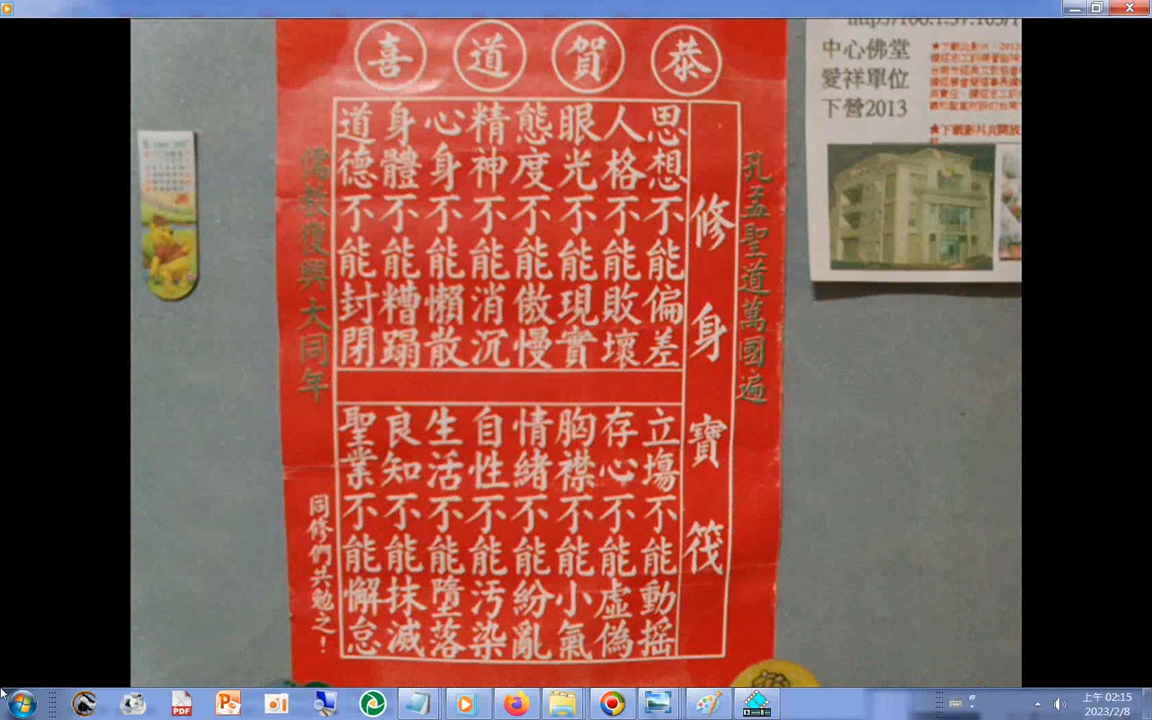 恭賀道喜
孔孟聖道萬國遍
修身寶筏
思想不能偏差
人格不能敗壞
眼光不能現實
態度不能傲慢
精神不能消沉
心身不能懶散
身體不能糟蹋
道德不能封閉
立場不能動搖
存心不能虛偽
胸襟不能小氣
情緒不能紛亂
自性不能污染
生活不能墮落
良知不能抹滅
聖業不能懈怠
儒教復興大同年
同修們共勉之！
中心佛堂
愛祥單位
下營2013
上午 02:15
2023/2/8